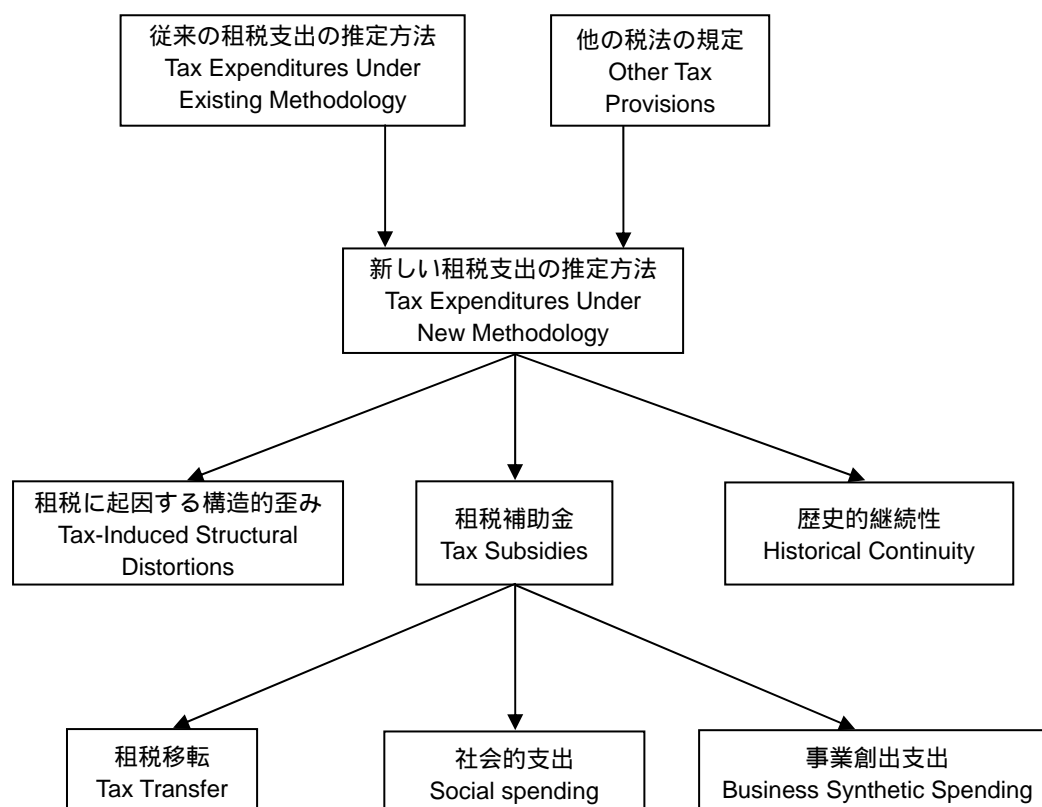 従来の租税支出の推定方法
Tax Expenditures Under
Existing Methodology
他の税法の規定
Other Tax
Provisions
新しい租税支出の推定方法
Tax Expenditures Under
New Methodology
租税に起因する構造的歪み
Tax-Induced Structural
Distortions
租税補助金
Tax Subsidies
歴史的継続性
Historical Continuity
租税移転
Tax Transfer
社会的支出
Social spending
事業創出支出
Business Synthetic Spending